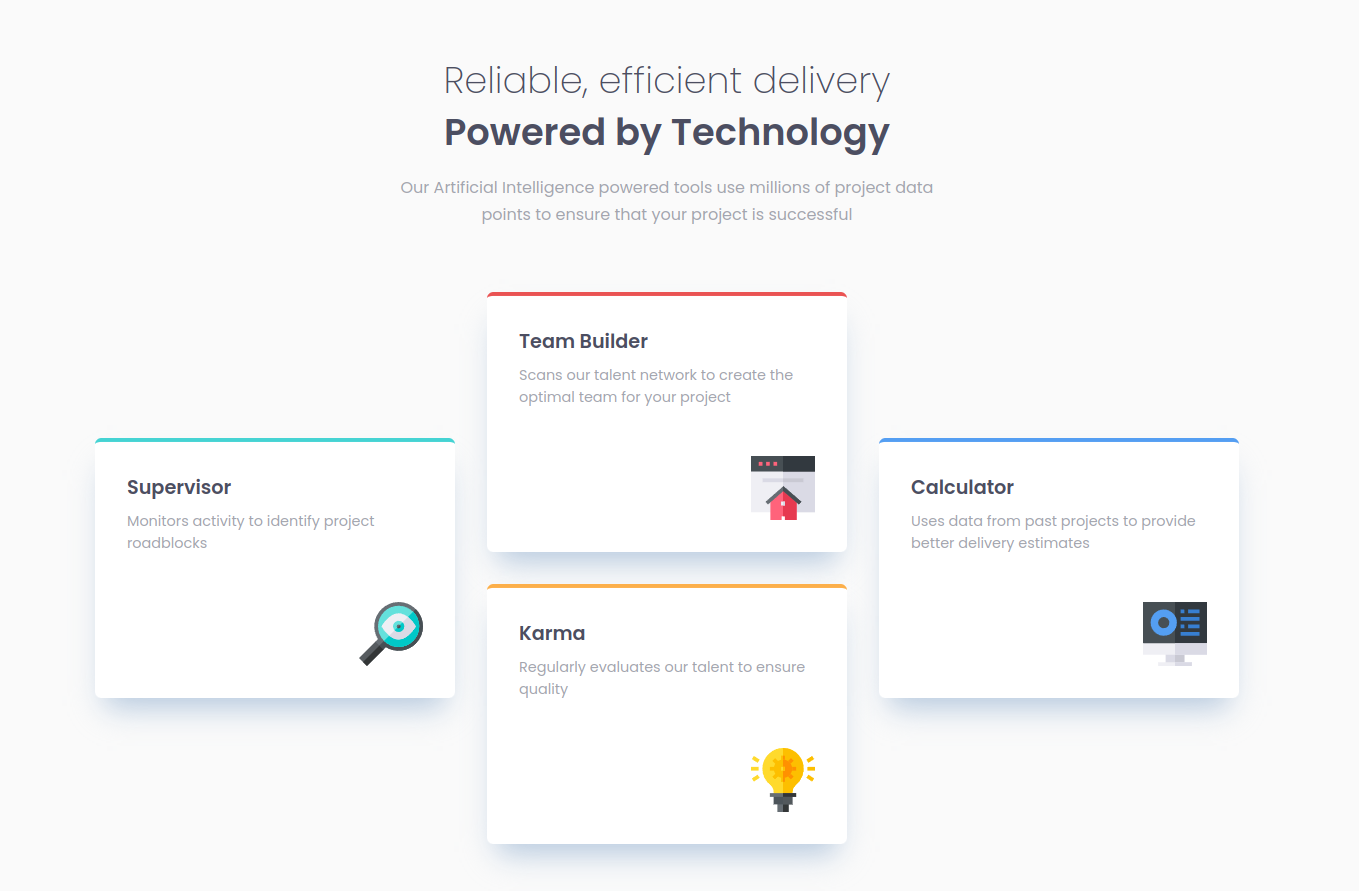 Reliable, efficient delivery
Powered by Technology
Our Artificial Intelligence powered tools use millions of project data
points to ensure that your project is successful
Team Builder
Scans our talent network to create the
optimal team for your project
Supervisor
Monitors activity to identify project
roadblocks
Calculator
Uses data from past projects to provide
better delivery estimates
Karma
Regularly evaluates our talent to ensure
quality